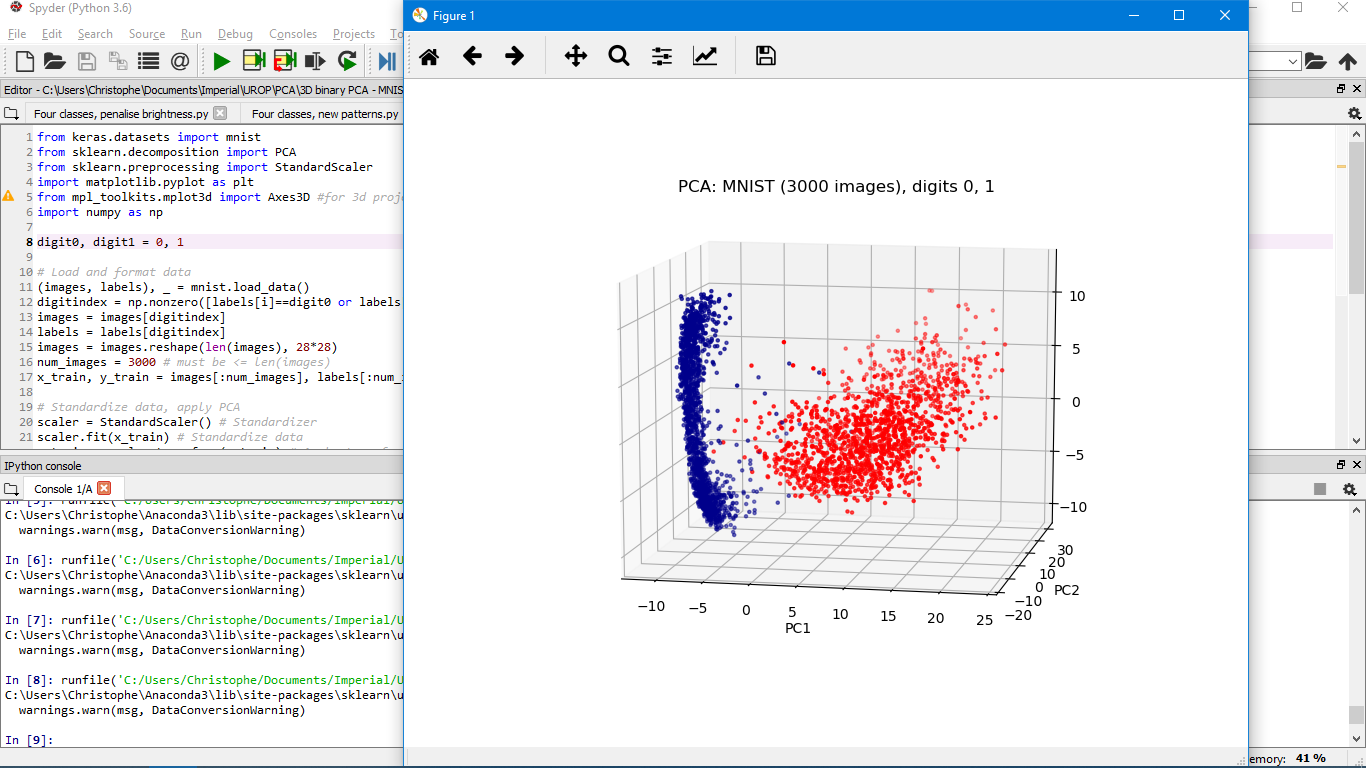 Spyder (Python 3.6)
File Edit Search Source Run Debug Consoles Projects To
Editor - C:\Users\Christophe\Documents\Imperial\UROP\PCA\3D binary PCA - MNIS
Four classes, penalise brightness.py Four classes, new patterns.py
1 from keras.datasets import mnist
2 from sklearn.decomposition import PCA
3 from sklearn.preprocessing import StandardScaler
4 import matplotlib.pyplot as plt
5 from mpl_toolkits.mplot3d import Axes3D #for 3d proj
6 import numpy as np
7
8 digit0, digit1 = 0, 1
9
10 # Load and format data
11 (images, labels), _ = mnist.load_data()
12 digitindex = np.nonzero([labels[i]==digit0 or labels
13 images = images[digitindex]
14 labels = labels[digitindex]
15 images = images.reshape(len(images), 28*28)
16 num_images = 3000 # must be <= len(images)
17 x_train, y_train = images[:num_images], labels[:num_i
18
19 # Standardize data, apply PCA
20 scaler = StandardScaler() # Standardizer
21 scaler.fit(x_train) # Standardize data
IPython console
Console 1/A
C:\Users\Christophe\Anaconda3\lib\site-packages\sklearn\u
warnings.warn(msg, DataConversionWarning)
In [6]: runfile('C:/Users/Christophe/Documents/Imperial/U
C:\Users\Christophe\Anaconda3\lib\site-packages\sklearn\u
warnings.warn(msg, DataConversionWarning)
In [7]: runfile('C:/Users/Christophe/Documents/Imperial/U
C:\Users\Christophe\Anaconda3\lib\site-packages\sklearn\u
warnings.warn(msg, DataConversionWarning)
In [8]: runfile('C:/Users/Christophe/Documents/Imperial/U
C:\Users\Christophe\Anaconda3\lib\site-packages\sklearn\u
warnings.warn(msg, DataConversionWarning)
In [9]:
Figure 1
PCA: MNIST (3000 images), digits 0, 1
10
5
0
−5
−10
30
20
10
0
−10
−20
PC2
−10 −5 0 5 10 15 20 25
PC1
emory: 41 %